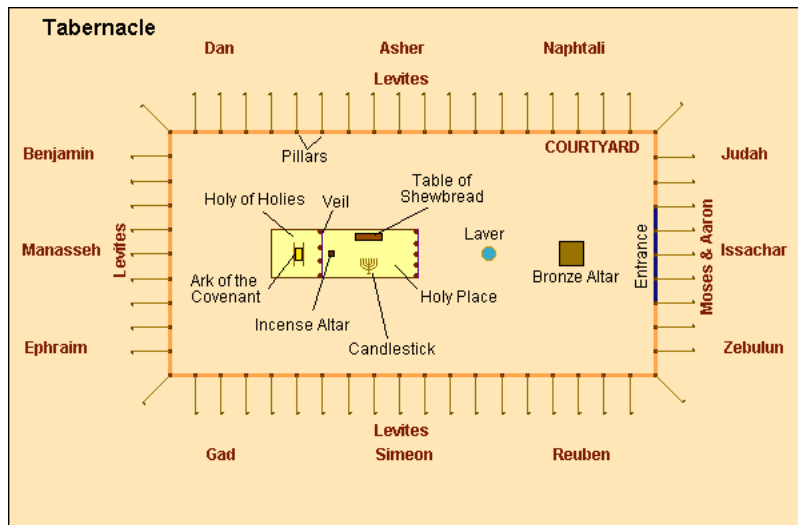 Tabernacle
Dan
Asher
Naphtali
Levites
Benjamin
Pillars
COURTYARD
Judah
Table of
Shewbread
Holy of Holies
Veil
Laver
Manasseh
Levites
Entrance
Moses & Aaron
Issachar
Ark of the
Covenant
Bronze Altar
Holy Place
Incense Altar
Candlestick
Ephraim
Zebulun
Levites
Gad
Simeon
Reuben